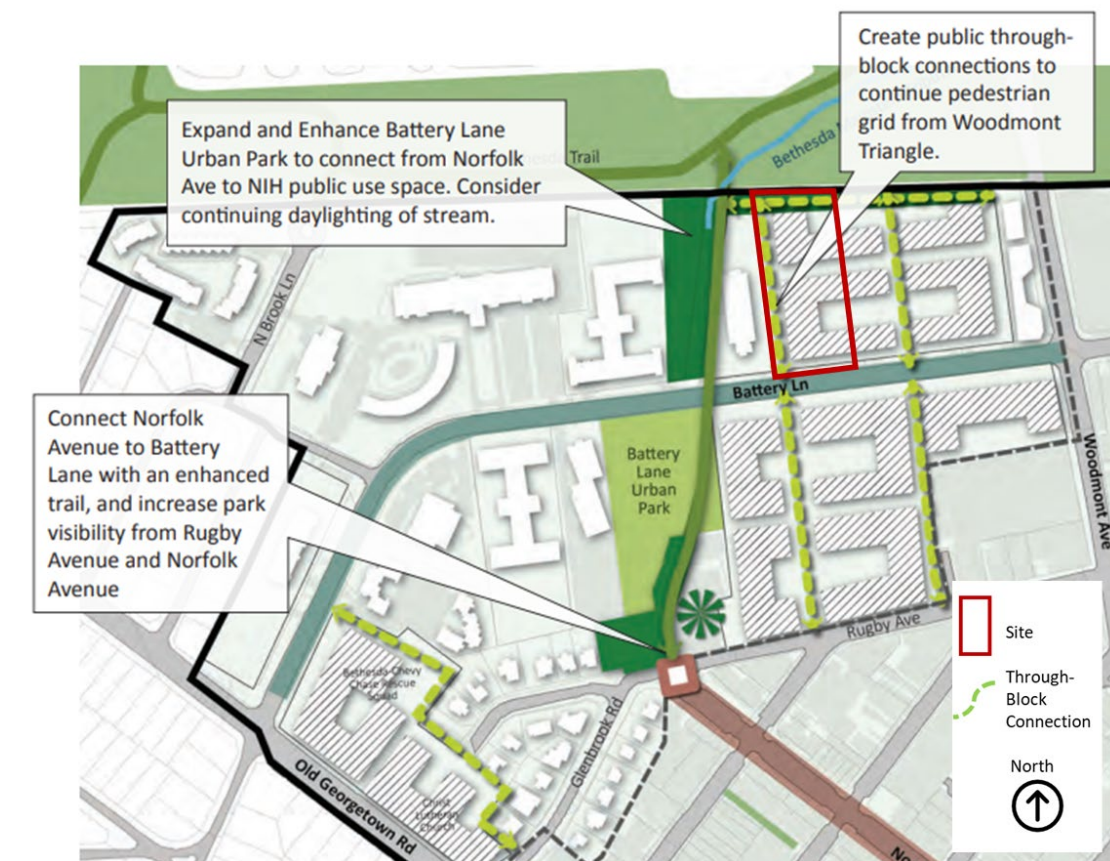 Create public through-
block connections to
continue pedestrian
grid from Woodmont
Triangle.
Expand and Enhance Battery Lane
Urban Park to connect from Norfolk
Ave to NIH public use space. Consider
continuing daylighting of stream.
Trail
Bethesda
N Brook Ln
Battery Ln
Connect Norfolk
Avenue to Battery
Lane with an enhanced
trail, and increase park
visibility from Rugby
Avenue and Norfolk
Avenue
Battery
Lane
Urban
Park
Woodmont Ave
Rugby Ave
Bethesda-Chevy
Chase Rescue
Squad
Glenbrook Rd
Old Georgetown Rd
Christ
Lutheran
Church
Site
Through-
Block
Connection
North